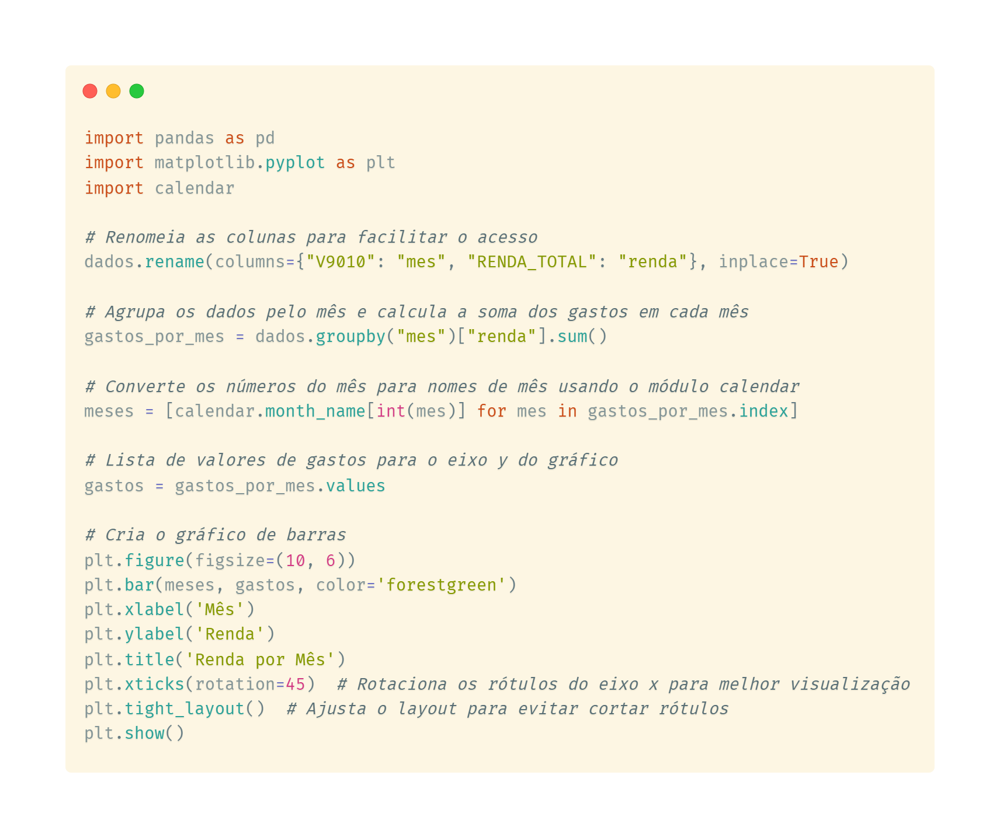 import pandas as pd
import matplotlib.pyplot as plt
import calendar
# Renomeia as colunas para facilitar o acesso
dados.rename(columns={"V9010": "mes", "RENDA_TOTAL": "renda"}, inplace=True)
# Agrupa os dados pelo mês e calcula a soma dos gastos em cada mês
gastos_por_mes = dados.groupby("mes")["renda"].sum()
# Converte os números do mês para nomes de mês usando o módulo calendar
meses = [calendar.month_name[int(mes)] for mes in gastos_por_mes.index]
# Lista de valores de gastos para o eixo y do gráfico
gastos = gastos_por_mes.values
# Cria o gráfico de barras
plt.figure(figsize=(10, 6))
plt.bar(meses, gastos, color='forestgreen')
plt.xlabel('Mês')
plt.ylabel('Renda')
plt.title('Renda por Mês')
plt.xticks(rotation=45)  # Rotaciona os rótulos do eixo x para melhor visualização
plt.tight_layout()  # Ajusta o layout para evitar cortar rótulos
plt.show()